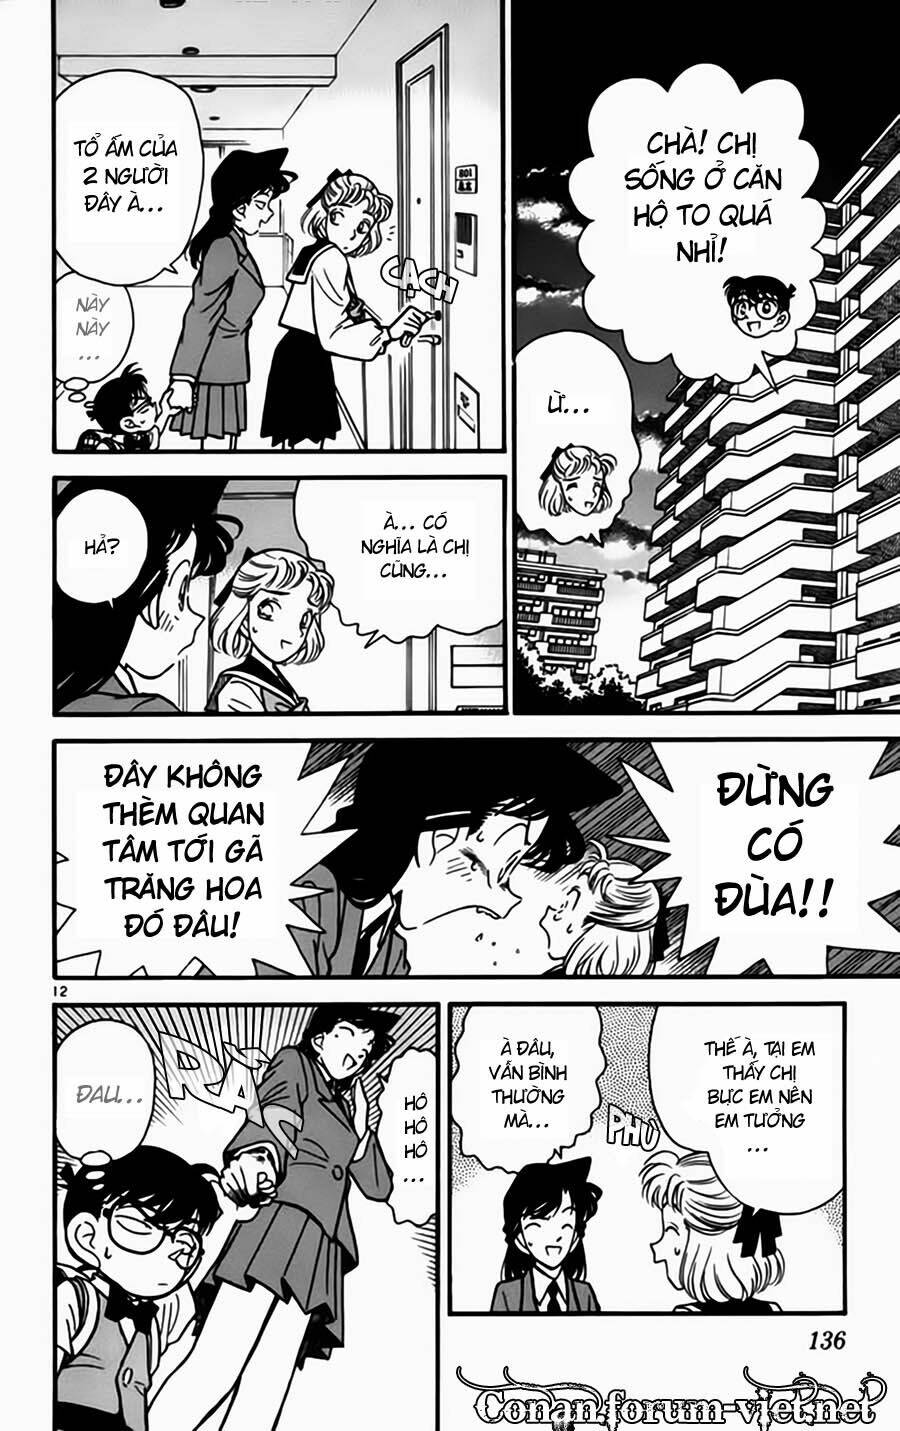 CHÀ! CHỊ
SỐNG Ở CĂN
HỘ TO QUÁ
NHỈ!
Ừ...
TỔ ẤM CỦA
2 NGƯỜI
ĐÂY À...
801
CẠCH
NÀY
NÀY
...
À... CÓ
NGHĨA LÀ CHỊ
CŨNG...
HẢ?
ĐỪNG
CÓ
ĐÙA!!
ĐÂY KHÔNG
THÈM QUAN
TÂM TỚI GÃ
TRĂNG HOA
ĐÓ ĐÂU!
THẾ À, TẠI EM
THẤY CHỊ
BỰC EM NÊN
EM TƯỞNG
...
PHÙ
À ĐÂU,
VẪN BÌNH
THƯỜNG
MÀ...
HÔ
HÔ
HÔ
...
RẮC
ĐAU...
12
136
Conan.forum-viet.net